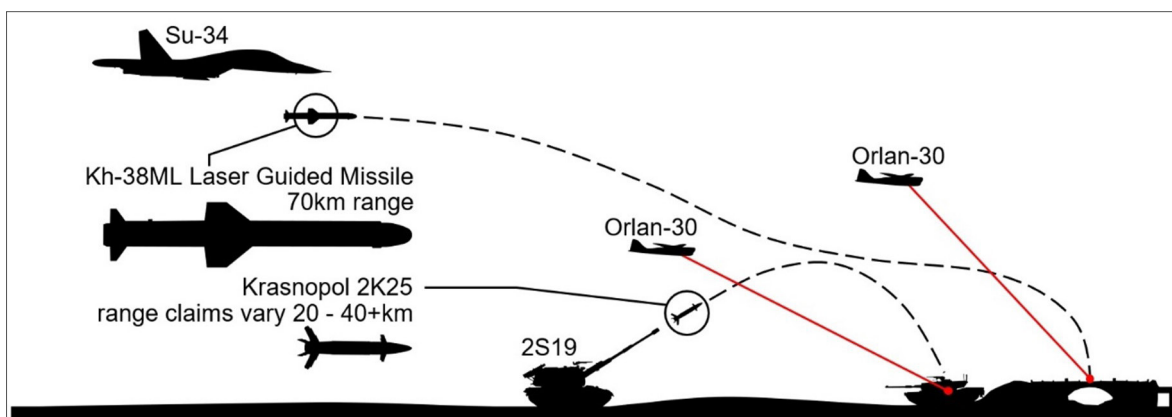 Su-34
Kh-38ML Laser Guided Missile
70km range
Orlan-30
Orlan-30
Krasnopol 2K25
range claims vary 20 - 40+km
2S19